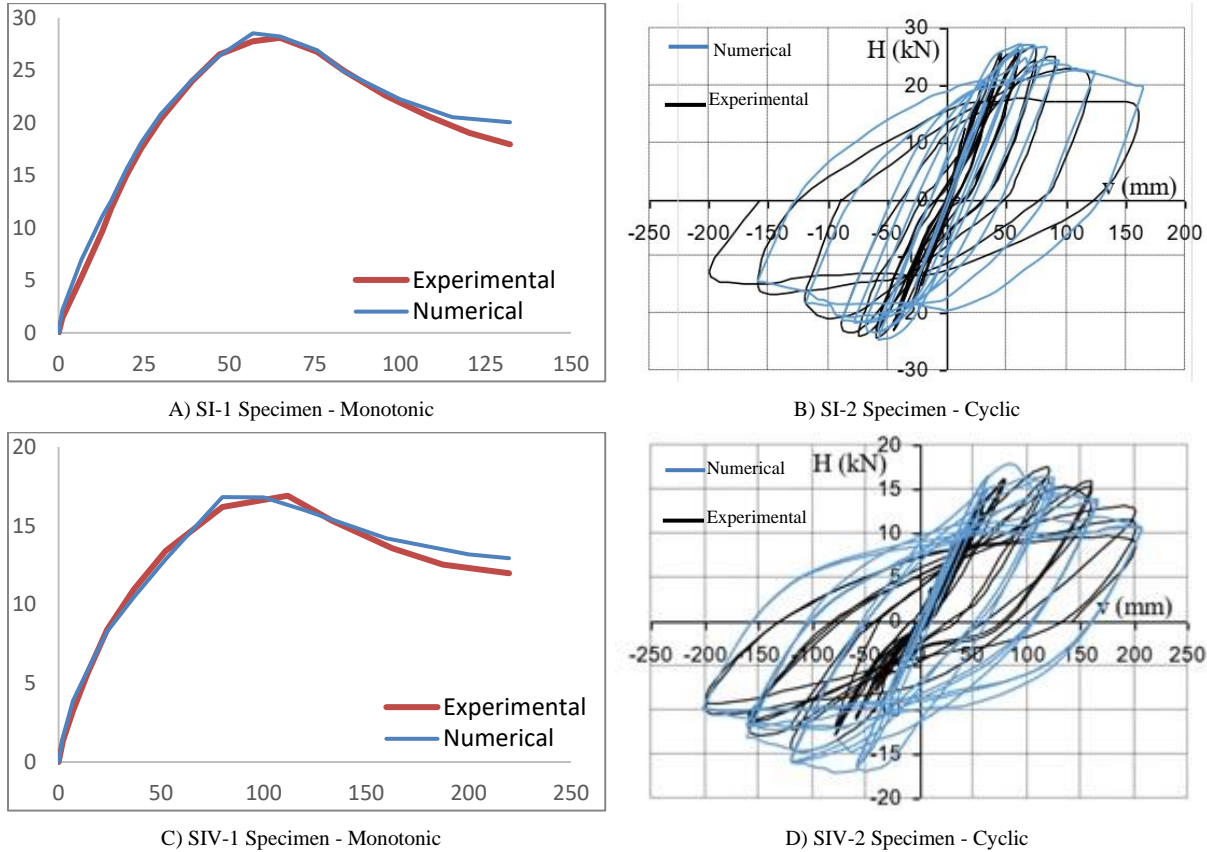 30
25
20
15
10
5
0
0 25 50 75 100 125 150
Experimental
Numerical
A) SI-1 Specimen - Monotonic
Numerical
Experimental
H (kN)
v (mm)
30
20
10
0
-20
-30
-250 -200 -150 -100 -50 0 50 100 150 200
B) SI-2 Specimen - Cyclic
20
15
10
5
0
0 50 100 150 200 250
Experimental
Numerical
C) SIV-1 Specimen - Monotonic
Numerical
Experimental
H (kN)
v (mm)
20
15
10
5
0
-5
-10
-15
-20
-250 -200 -150 -100 -50 0 50 100 150 200 250
D) SIV-2 Specimen - Cyclic